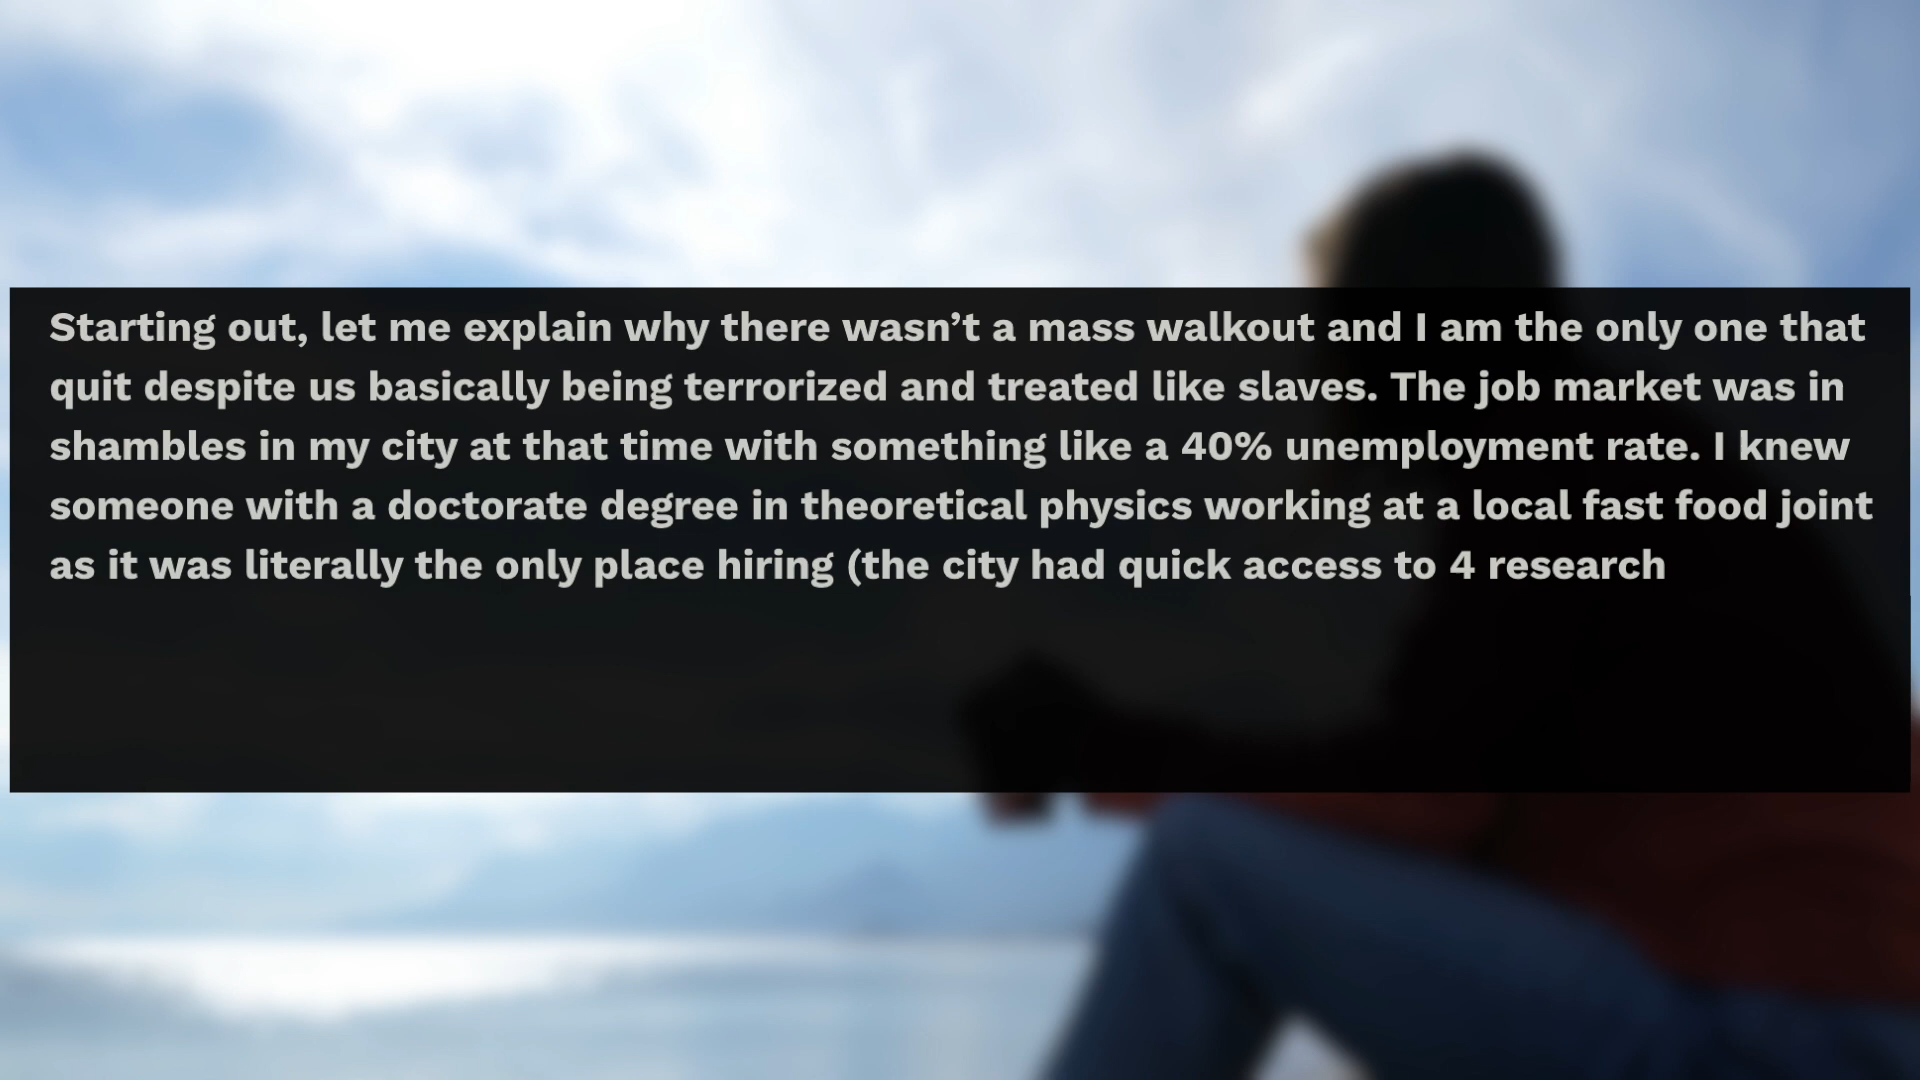 Starting out, let me explain why there wasn’t a mass walkout and I am the only one that
quit despite us basically being terrorized and treated like slaves. The job market was in
shambles in my city at that time with something like a 40% unemployment rate. I knew
someone with a doctorate degree in theoretical physics working at a local fast food joint
as it was literally the only place hiring (the city had quick access to 4 research